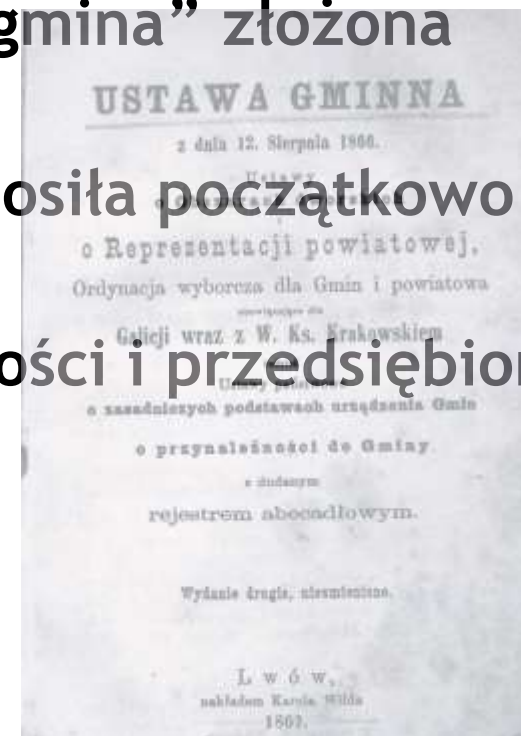 gmina” złożona
USTAWA GMINNA
z dnia 12. Sierpnia 1866.
Ustawy
osiła początkowo
o Reprezentacji powiatowej,
Ordynacja wyborcza dla Gmin i powiatowa
Galicji wraz z W. Ks. Krakowskiem
ości i przedsiębior
o zasadniczych podstawach urządzenia Gmin
o przynależności do Gminy
z dodanym
rejestrem abecadłowym.
Wydanie drugie, niezmienione.
Lwów,
nakładem Karola Wilda
1867.